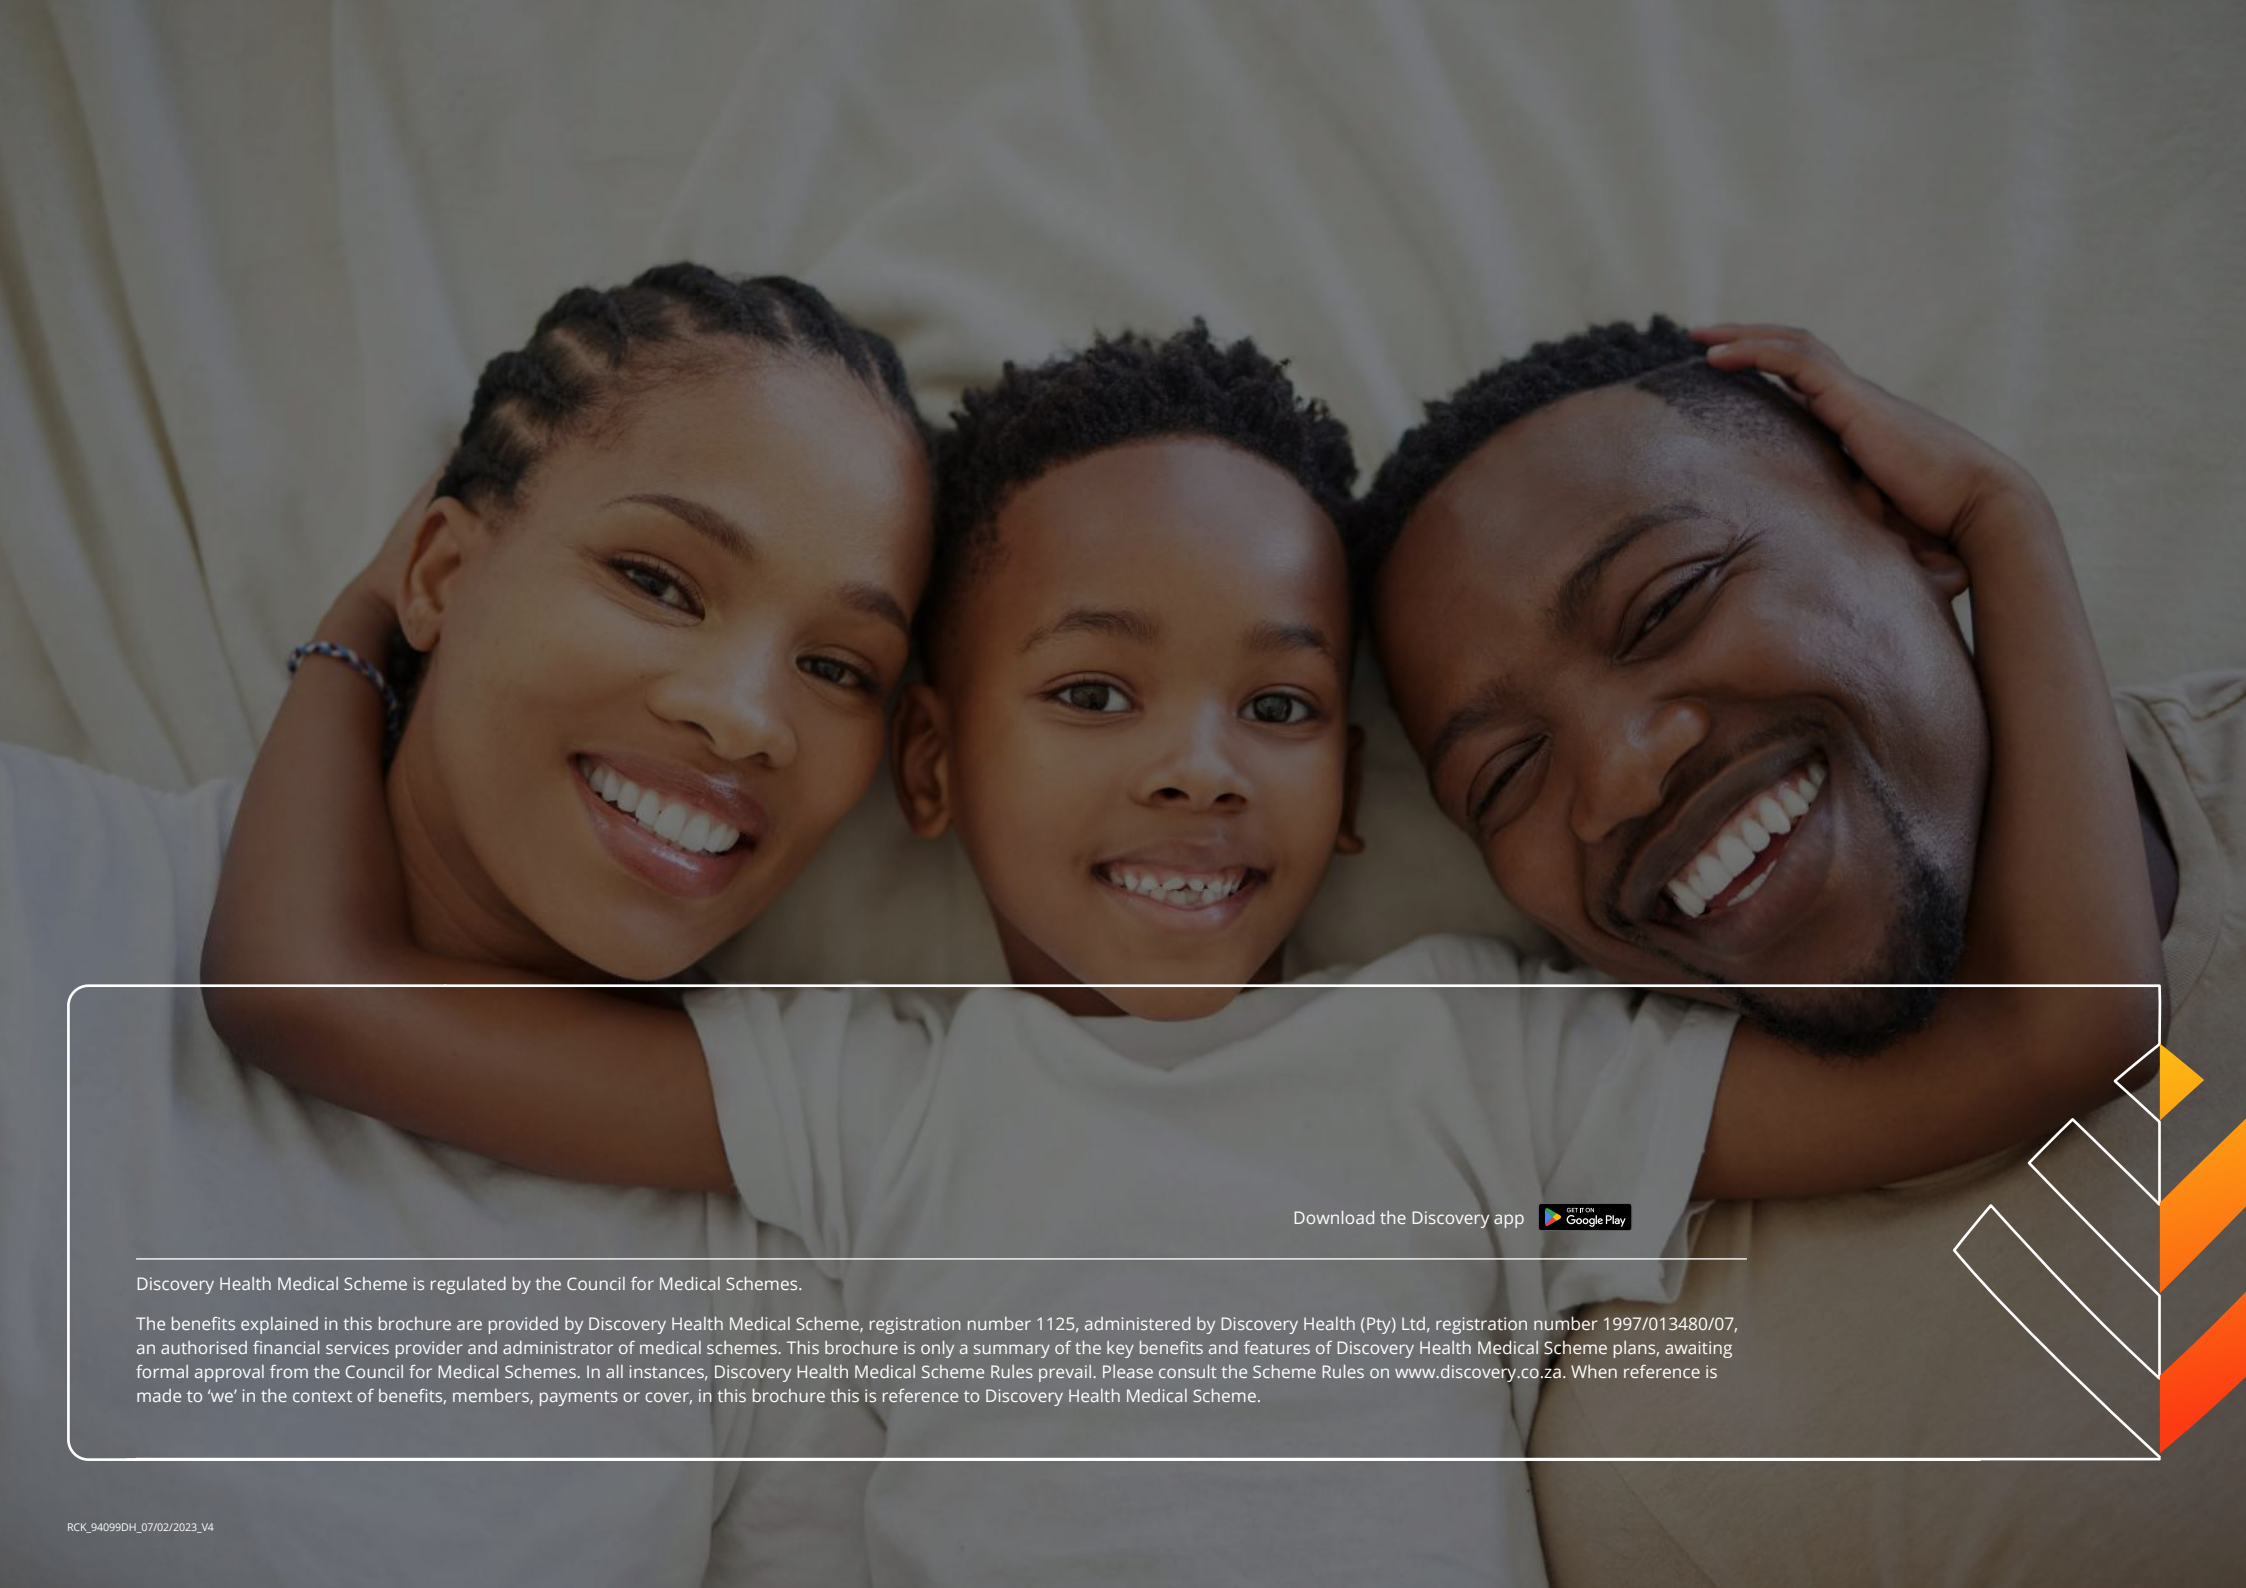 Download the Discovery app
GET IT ON
Google Play
Discovery Health Medical Scheme is regulated by the Council for Medical Schemes.
The benefits explained in this brochure are provided by Discovery Health Medical Scheme, registration number 1125, administered by Discovery Health (Pty) Ltd, registration number 1997/013480/07,
an authorised financial services provider and administrator of medical schemes. This brochure is only a summary of the key benefits and features of Discovery Health Medical Scheme plans, awaiting
formal approval from the Council for Medical Schemes. In all instances, Discovery Health Medical Scheme Rules prevail. Please consult the Scheme Rules on www.discovery.co.za. When reference is
made to ‘we’ in the context of benefits, members, payments or cover, in this brochure this is reference to Discovery Health Medical Scheme.
RCK_94099DH_07/02/2023_V4